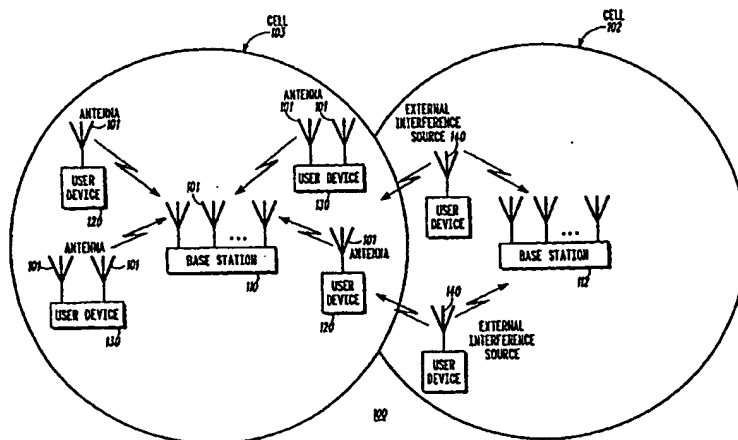 CELL
103
CELL
102
ANTENNA
101
USER
DEVICE
120
ANTENNA
101 101
USER DEVICE
130
EXTERNAL
INTERFERENCE
SOURCE 140
USER
DEVICE
101
...
BASE STATION
110
ANTENNA
101 101
USER DEVICE
130
101
ANTENNA
USER
DEVICE
120
...
BASE STATION
112
140
EXTERNAL
INTERFERENCE
SOURCE
USER
DEVICE
100